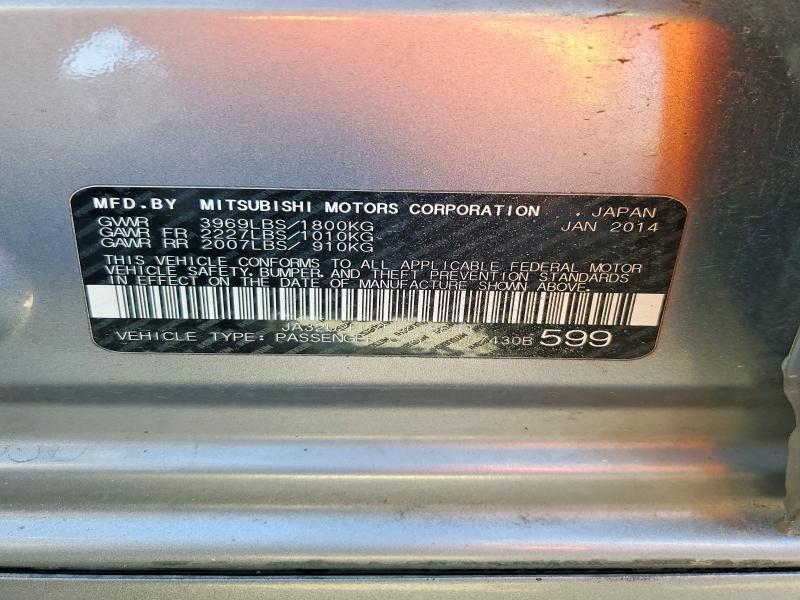 MFD.BY MITSUBISHI MOTORS CORPORATION . JAPAN
GVWR 3969LBS/1800KG JAN 2014
GAWR FR 2227LBS/1010KG
GAWR RR 2007LBS/ 910KG
THIS VEHICLE CONFORMS TO ALL APPLICABLE FEDERAL MOTOR
VEHICLE SAFETY, BUMPER, AND THEFT PREVENTION STANDARDS
IN EFFECT ON THE DATE OF MANUFACTURE SHOWN ABOVE.
VEHICLE TYPE: PASSENGER 599